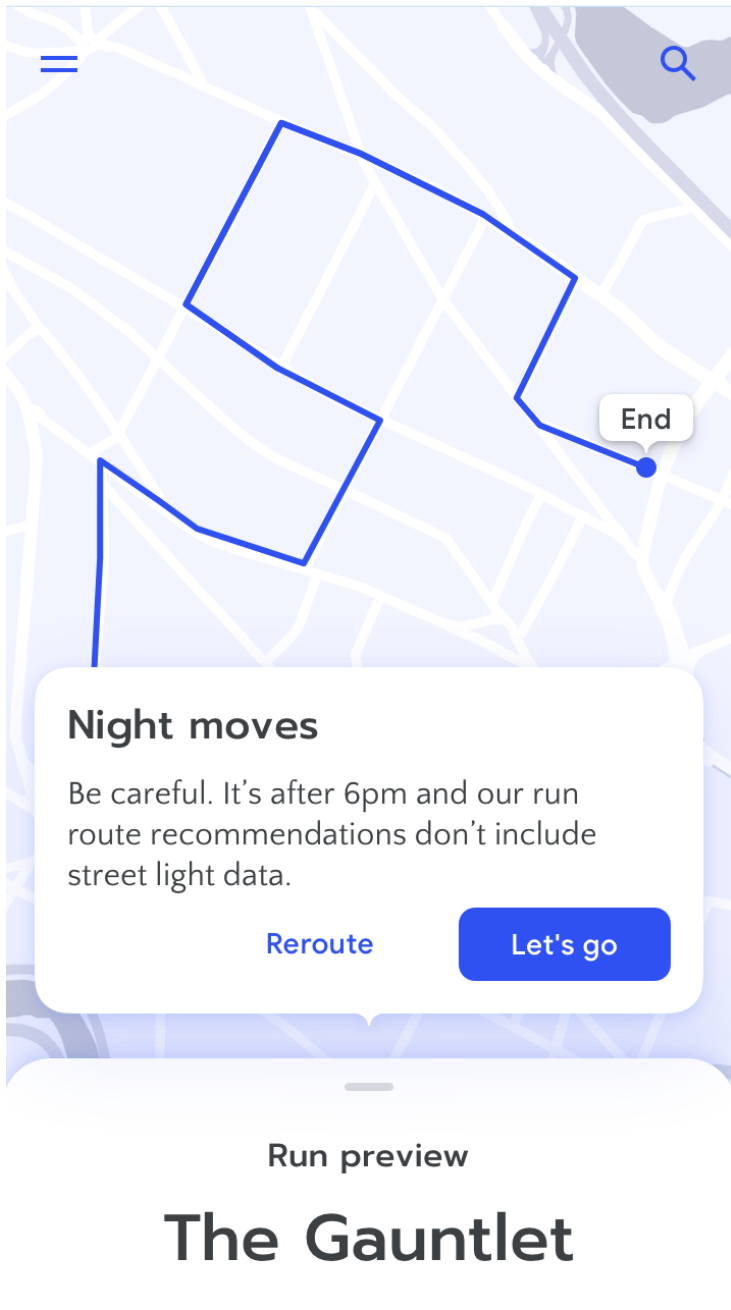 End
Night moves
Be careful. It’s after 6pm and our run
route recommendations don’t include
street light data.
Reroute
Let's go
Run preview
The Gauntlet